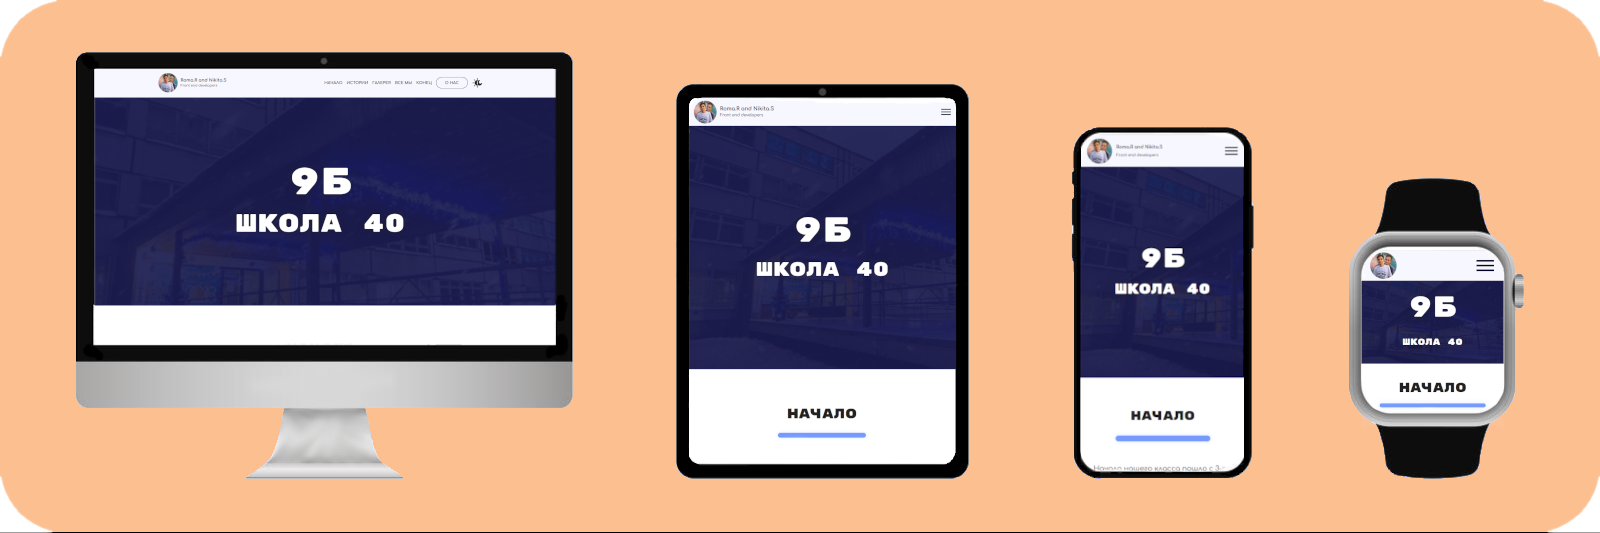 Roma.R and Nikita.S
Front end developers
НАЧАЛО ИСТОРИИ ГАЛЕРЕЯ ВСЕ МЫ КОНЕЦ О НАС
9Б
ШКОЛА 40
Roma.R and Nikita.S
Front end developers
9Б
ШКОЛА 40
НАЧАЛО
Roma.R and Nikita.S
Front end developers
9Б
ШКОЛА 40
НАЧАЛО
Начало нашего класса пошло с 3-
9Б
ШКОЛА 40
НАЧАЛО